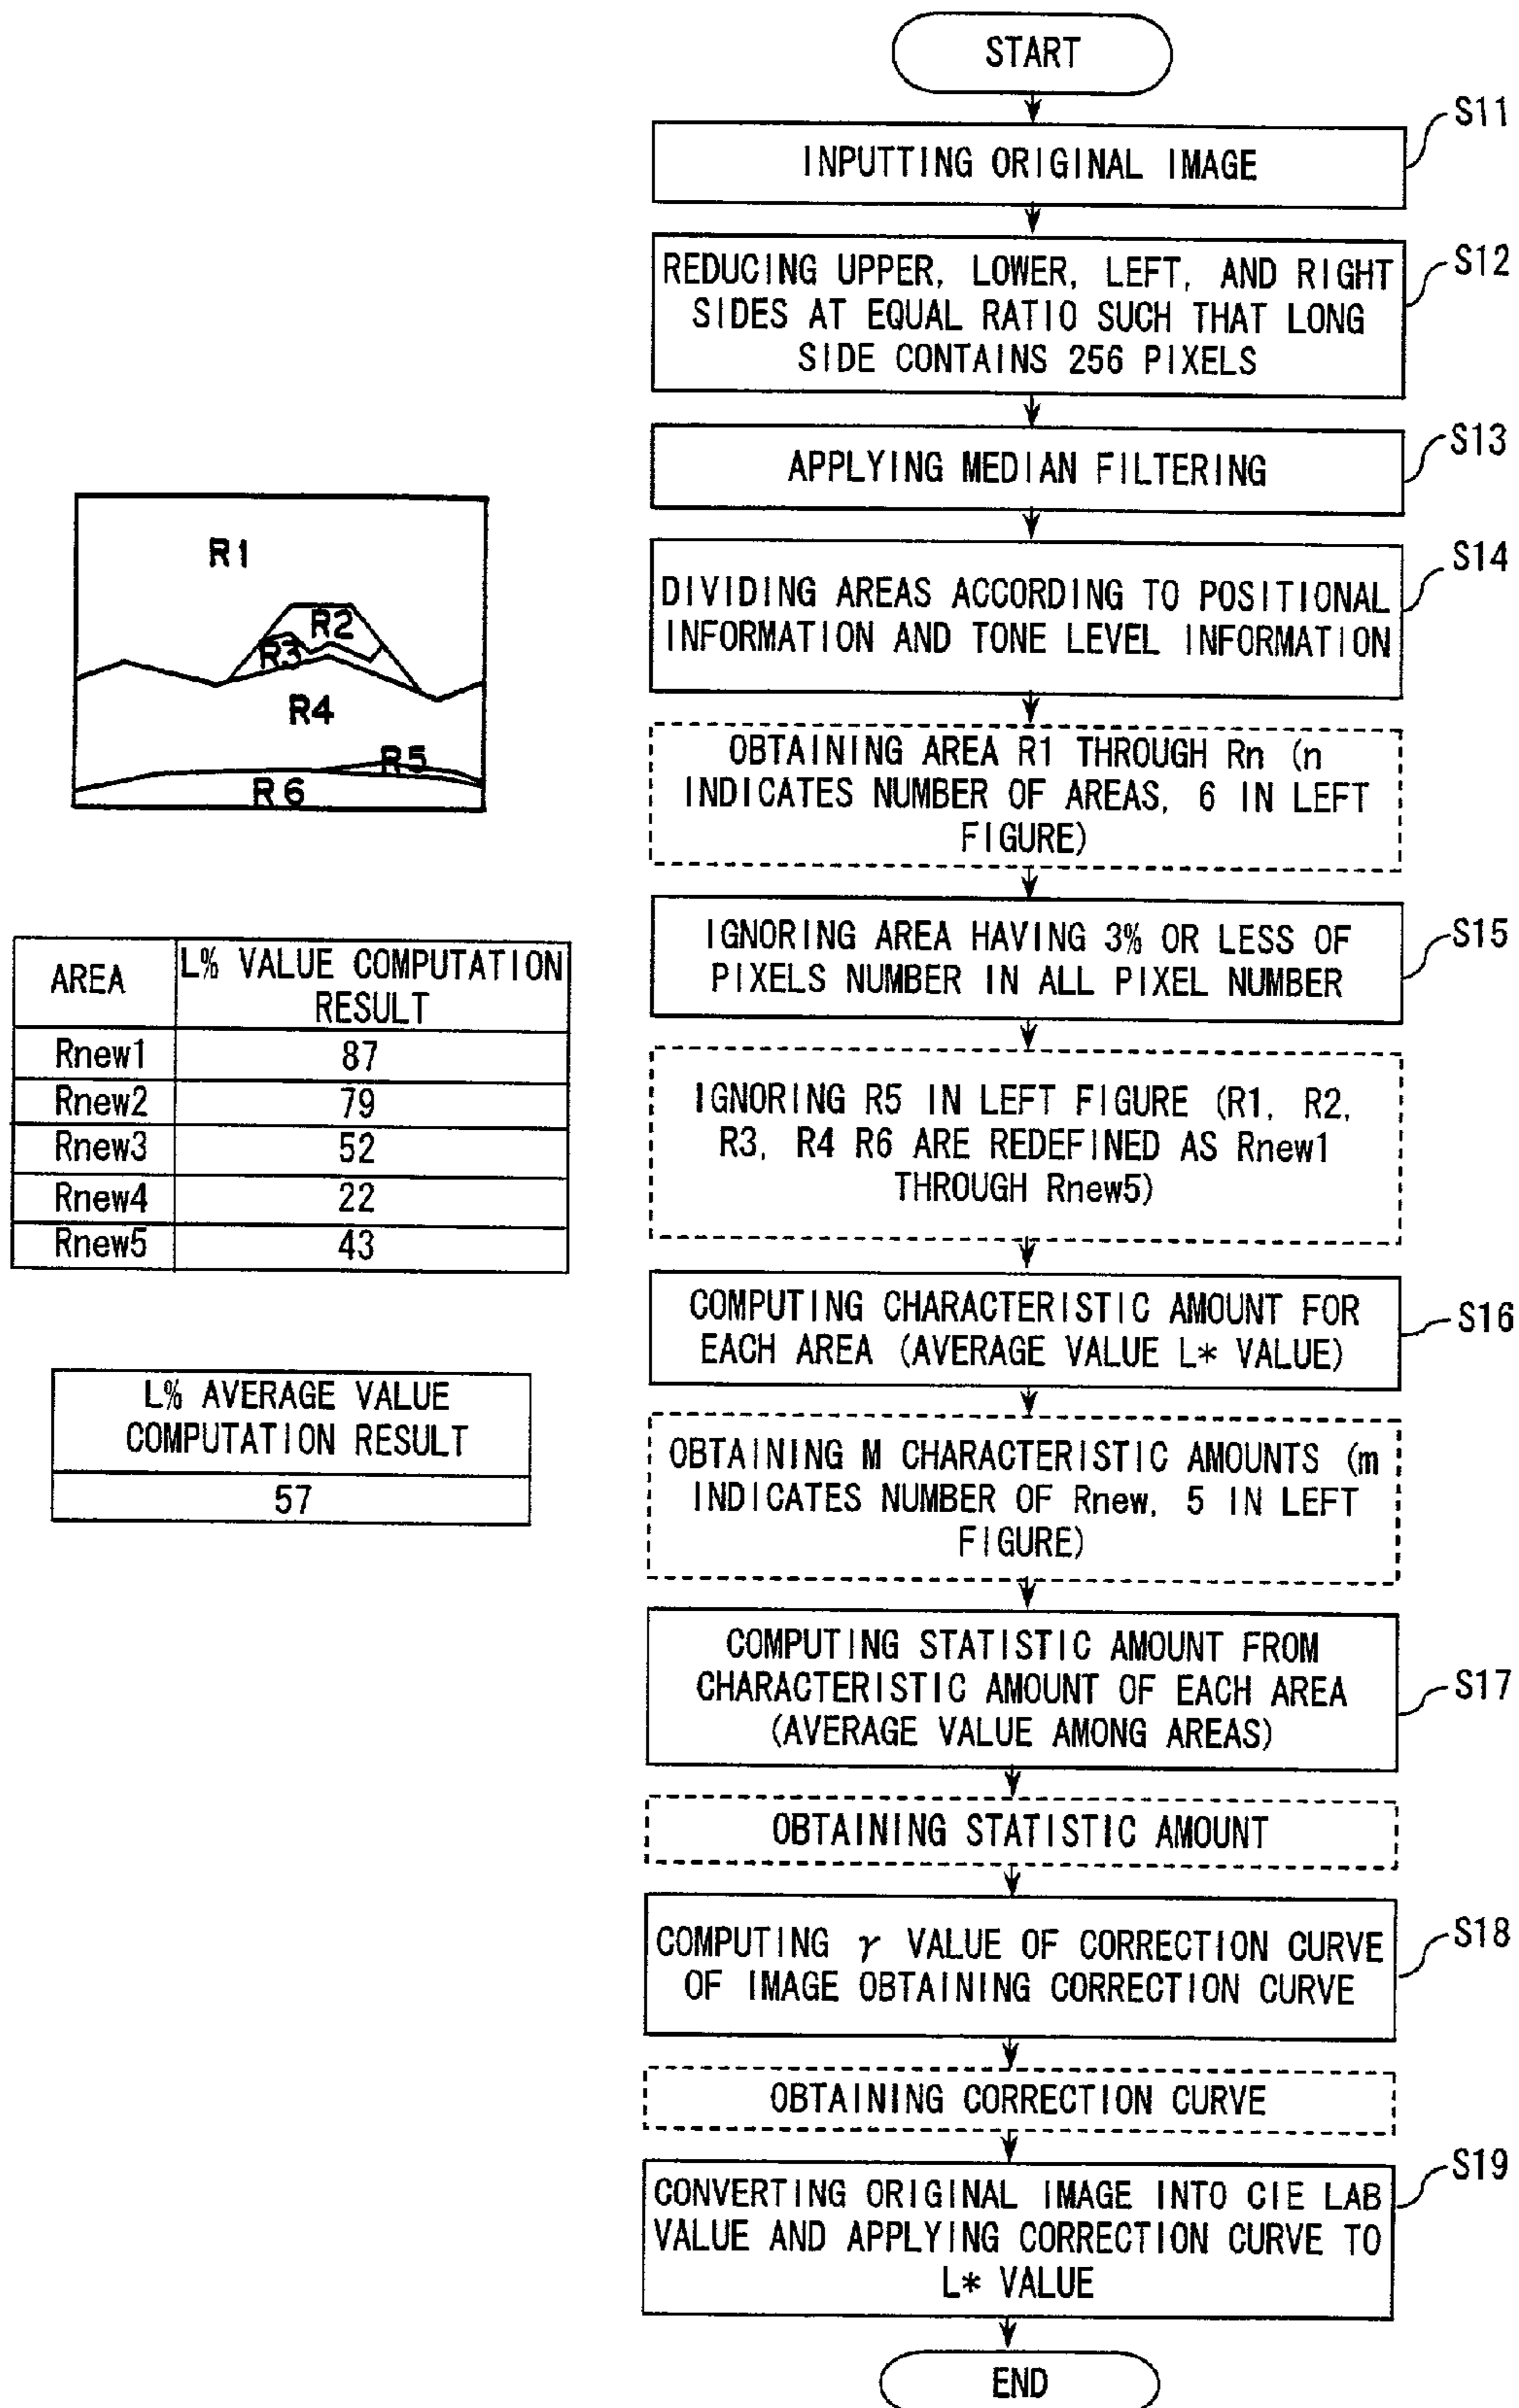 START
S11
INPUTTING ORIGINAL IMAGE
S12
REDUCING UPPER, LOWER, LEFT, AND RIGHT
SIDES AT EQUAL RATIO SUCH THAT LONG
SIDE CONTAINS 256 PIXELS
S13
APPLYING MEDIAN FILTERING
S14
DIVIDING AREAS ACCORDING TO POSITIONAL
INFORMATION AND TONE LEVEL INFORMATION
R1
R2
R3
R4
R5
R6
OBTAINING AREA R1 THROUGH Rn (n
INDICATES NUMBER OF AREAS, 6 IN LEFT
FIGURE)
S15
IGNORING AREA HAVING 3% OR LESS OF
PIXELS NUMBER IN ALL PIXEL NUMBER
IGNORING R5 IN LEFT FIGURE (R1, R2,
R3, R4 R6 ARE REDEFINED AS Rnew1
THROUGH Rnew5)
AREA L% VALUE COMPUTATION
RESULT
Rnew1 87
Rnew2 79
Rnew3 52
Rnew4 22
Rnew5 43
S16
COMPUTING CHARACTERISTIC AMOUNT FOR
EACH AREA (AVERAGE VALUE L* VALUE)
L% AVERAGE VALUE
COMPUTATION RESULT
57
OBTAINING M CHARACTERISTIC AMOUNTS (m
INDICATES NUMBER OF Rnew, 5 IN LEFT
FIGURE)
S17
COMPUTING STATISTIC AMOUNT FROM
CHARACTERISTIC AMOUNT OF EACH AREA
(AVERAGE VALUE AMONG AREAS)
OBTAINING STATISTIC AMOUNT
S18
COMPUTING γ VALUE OF CORRECTION CURVE
OF IMAGE OBTAINING CORRECTION CURVE
OBTAINING CORRECTION CURVE
S19
CONVERTING ORIGINAL IMAGE INTO CIE LAB
VALUE AND APPLYING CORRECTION CURVE TO
L* VALUE
END